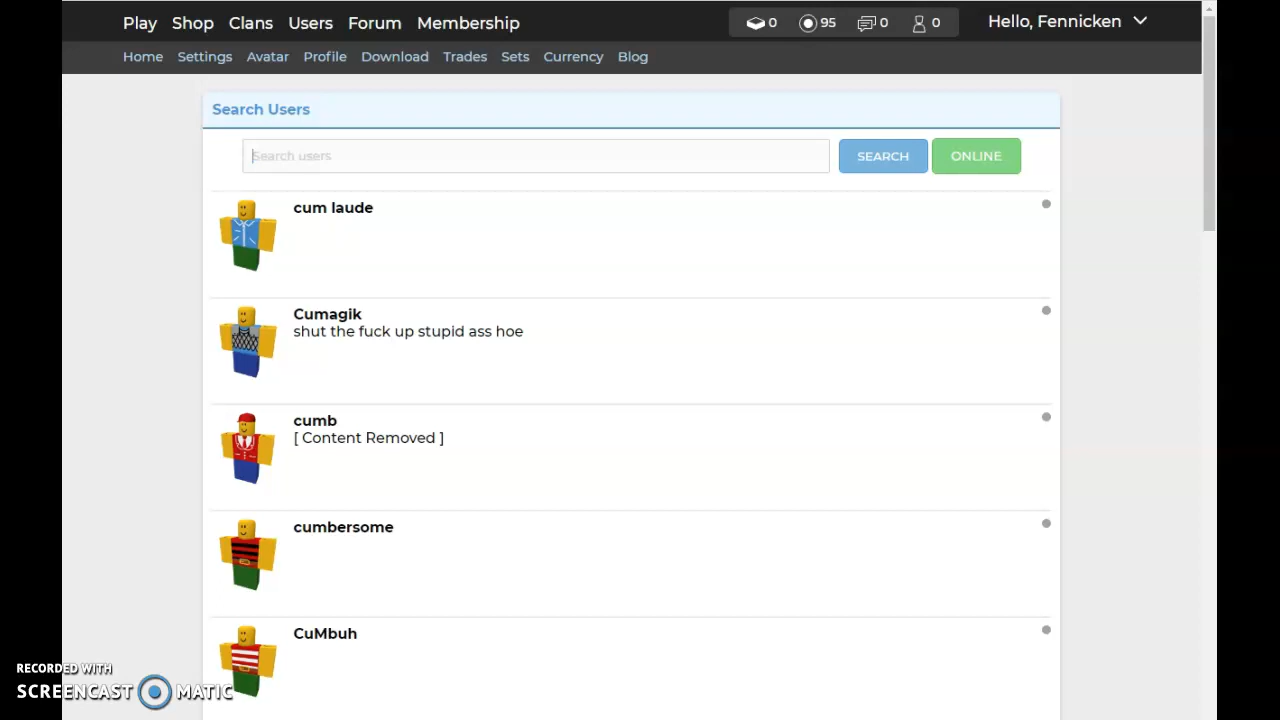 Play Shop Clans Users Forum Membership 0 95 0 0 Hello, Fennicken
Home Settings Avatar Profile Download Trades Sets Currency Blog
Search Users
Search users SEARCH ONLINE
cum laude
Cumagik
shut the fuck up stupid ass hoe
cumb
[ Content Removed ]
cumbersome
CuMbuh
RECORDED WITH
SCREENCAST MATIC